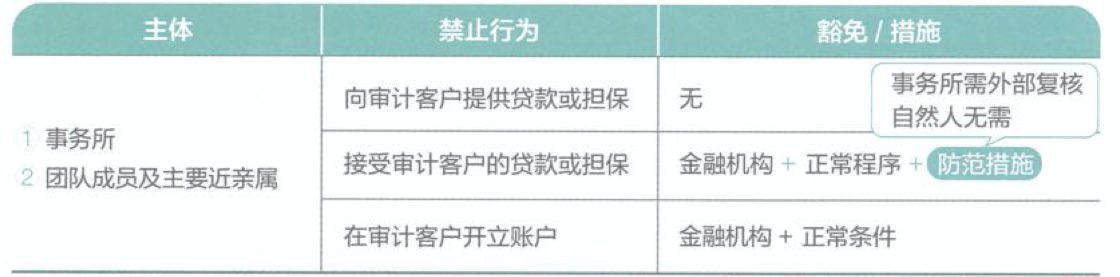 主体 禁止行为 豁免 / 措施
向审计客户提供贷款或担保 无
事务所需外部复核
自然人无需
1 事务所
2 团队成员及主要近亲属
接受审计客户的贷款或担保 金融机构 + 正常程序 + 防范措施
在审计客户开立账户 金融机构 + 正常条件